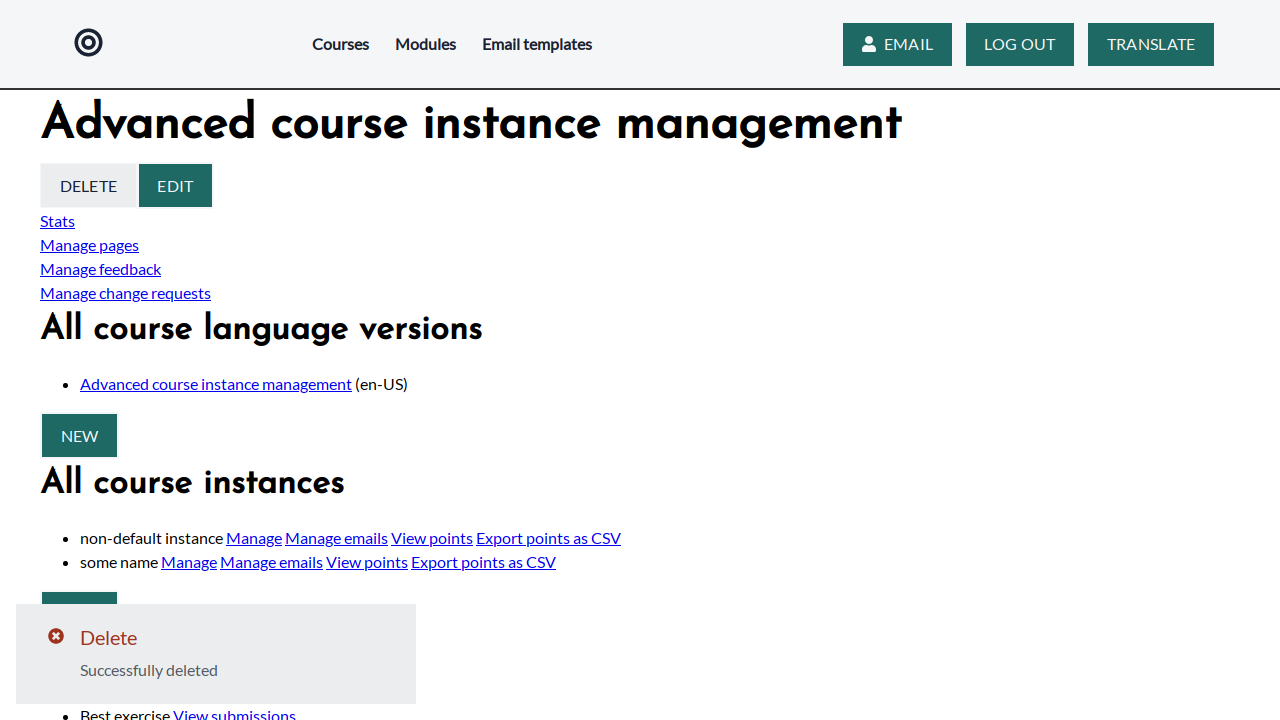 Courses Modules Email templates EMAIL LOG OUT TRANSLATE
Advanced course instance management
DELETE EDIT
Stats
Manage pages
Manage feedback
Manage change requests
All course language versions
Advanced course instance management (en-US)
NEW
All course instances
non-default instance Manage Manage emails View points Export points as CSV
some name Manage Manage emails View points Export points as CSV
Delete
Successfully deleted
Best exercise View submissions